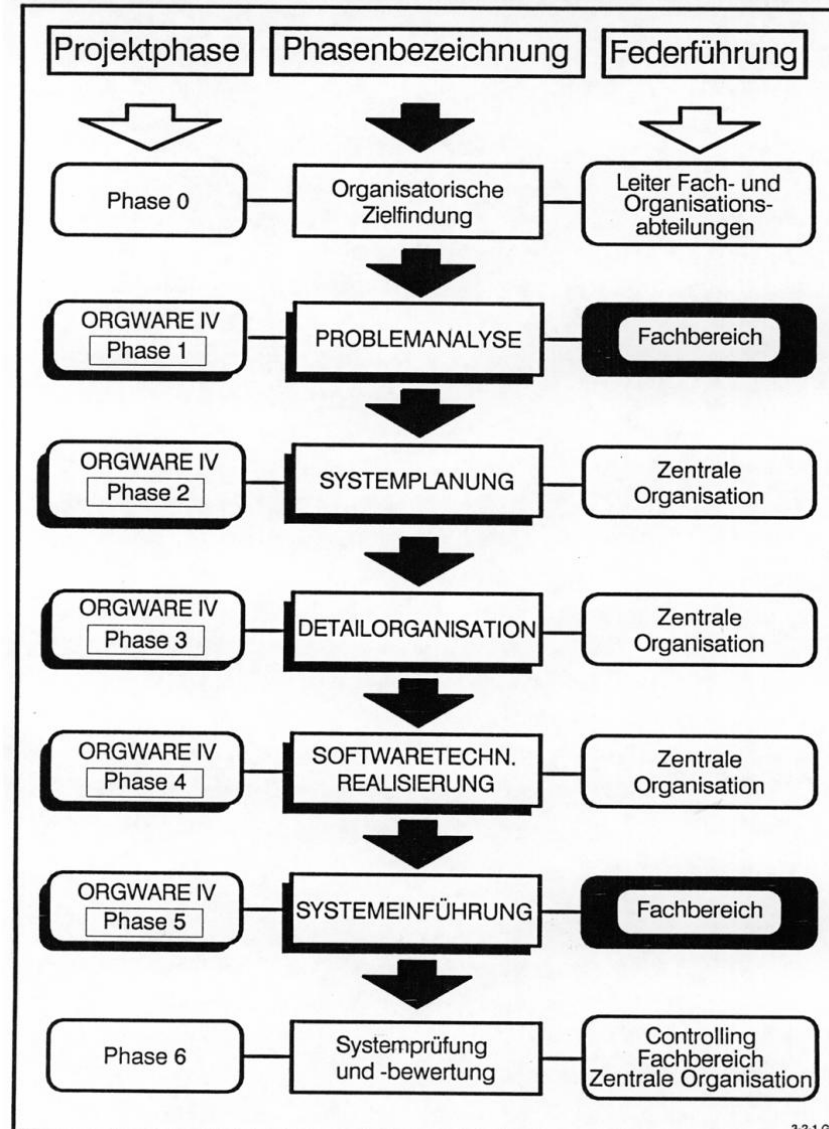 Projektphase
Phasenbezeichnung
Federführung
Phase 0
Organisatorische
Zielfindung
Leiter Fach- und
Organisations-
abteilungen
ORGWARE IV
Phase 1
PROBLEMANALYSE
Fachbereich
ORGWARE IV
Phase 2
SYSTEMPLANUNG
Zentrale
Organisation
ORGWARE IV
Phase 3
DETAILORGANISATION
Zentrale
Organisation
ORGWARE IV
Phase 4
SOFTWARETECHN.
REALISIERUNG
Zentrale
Organisation
ORGWARE IV
Phase 5
SYSTEMEINFÜHRUNG
Fachbereich
Phase 6
Systemprüfung
und -bewertung
Controlling
Fachbereich
Zentrale Organisation